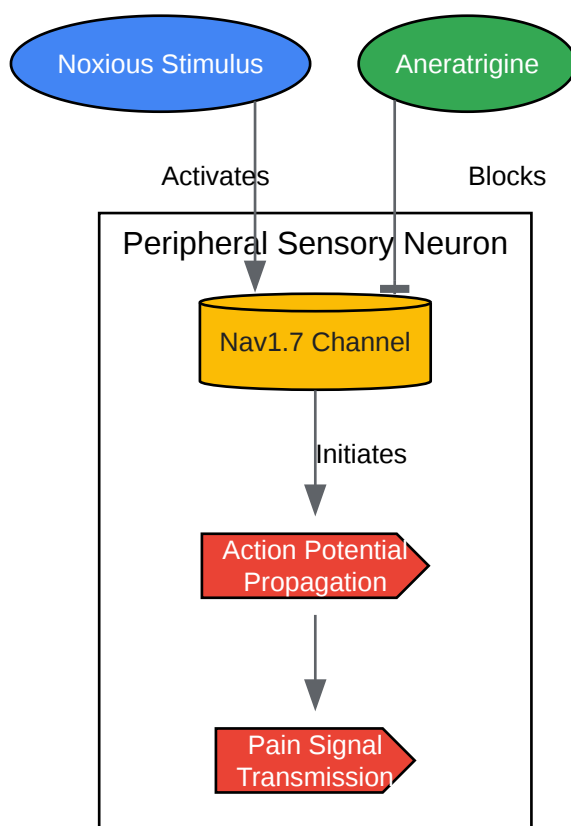 Noxious Stimulus
Aneratrigine
Activates
Blocks
Peripheral Sensory Neuron
Nav1.7 Channel
Initiates
Action Potential
Propagation
Pain Signal
Transmission